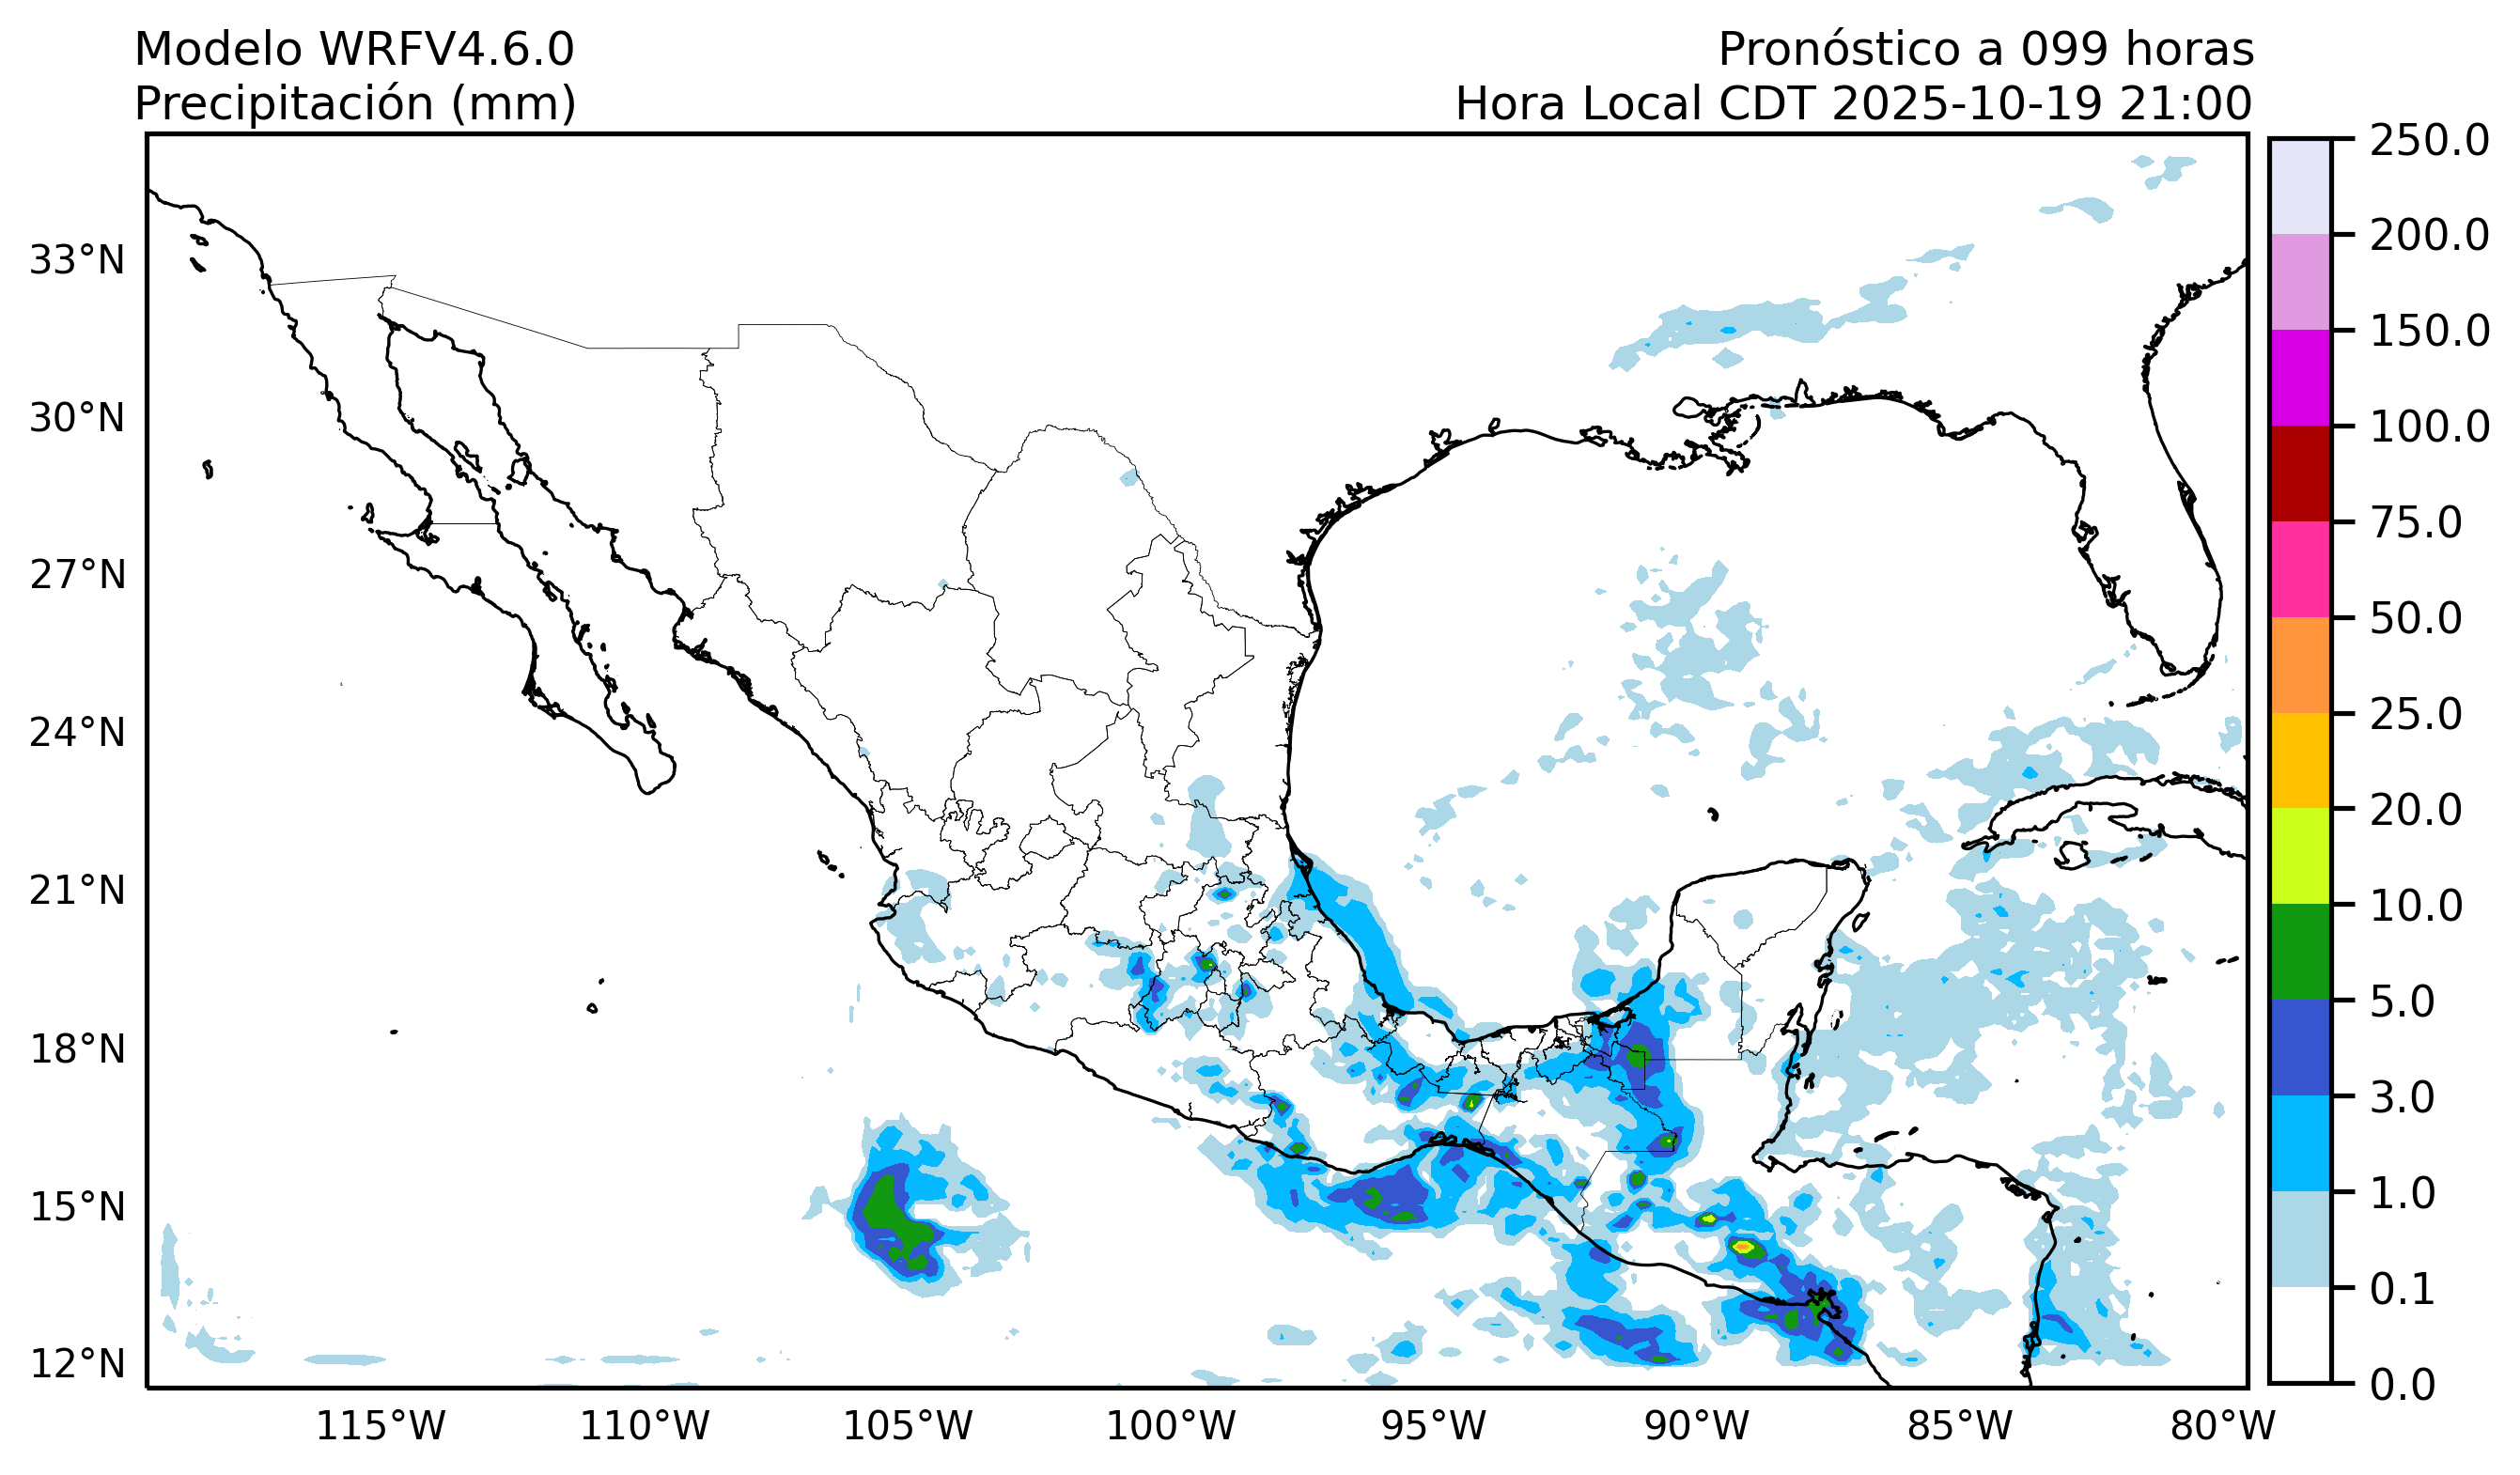 Modelo WRFV4.6.0
Precipitación (mm)
Pronóstico a 099 horas
Hora Local CDT 2025-10-19 21:00
33°N
30°N
27°N
24°N
21°N
18°N
15°N
12°N
115°W
110°W
105°W
100°W
95°W
90°W
85°W
80°W
250.0
200.0
150.0
100.0
75.0
50.0
25.0
20.0
10.0
5.0
3.0
1.0
0.1
0.0